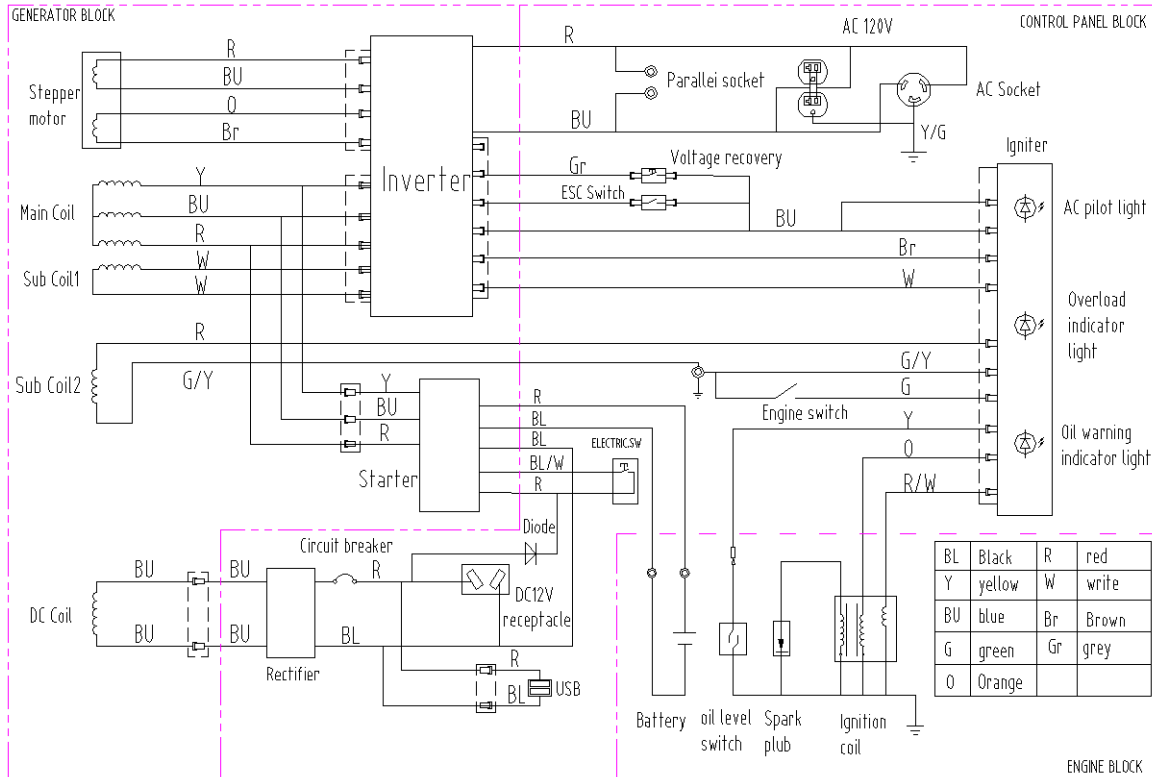 GENERATOR BLOCK
CONTROL PANEL BLOCK
R
BU
O
Br
Stepper
motor
R
BU
Parallei socket
AC 120V
AC Socket
Y/G
Inverter
Y
BU
R
W
W
Main Coil
Sub Coil1
Gr
Voltage recovery
ESC Switch
BU
Br
W
Igniter
AC pilot light
Overload
indicator
light
Oil warning
indicator light
R
G/Y
Sub Coil2
G/Y
G
Engine switch
Y
O
R/W
Y
BU
R
Starter
R
BL
BL
BL/W
R
ELECTRIC.SW
Diode
Circuit breaker
R
DC12V
receptacle
DC Coil
BU
BU
BU
BU
BL
Rectifier
R
BL
USB
Battery
oil level
switch
Spark
plub
Ignition
coil
BL Black R red
Y yellow W write
BU blue Br Brown
G green Gr grey
O Orange
ENGINE BLOCK